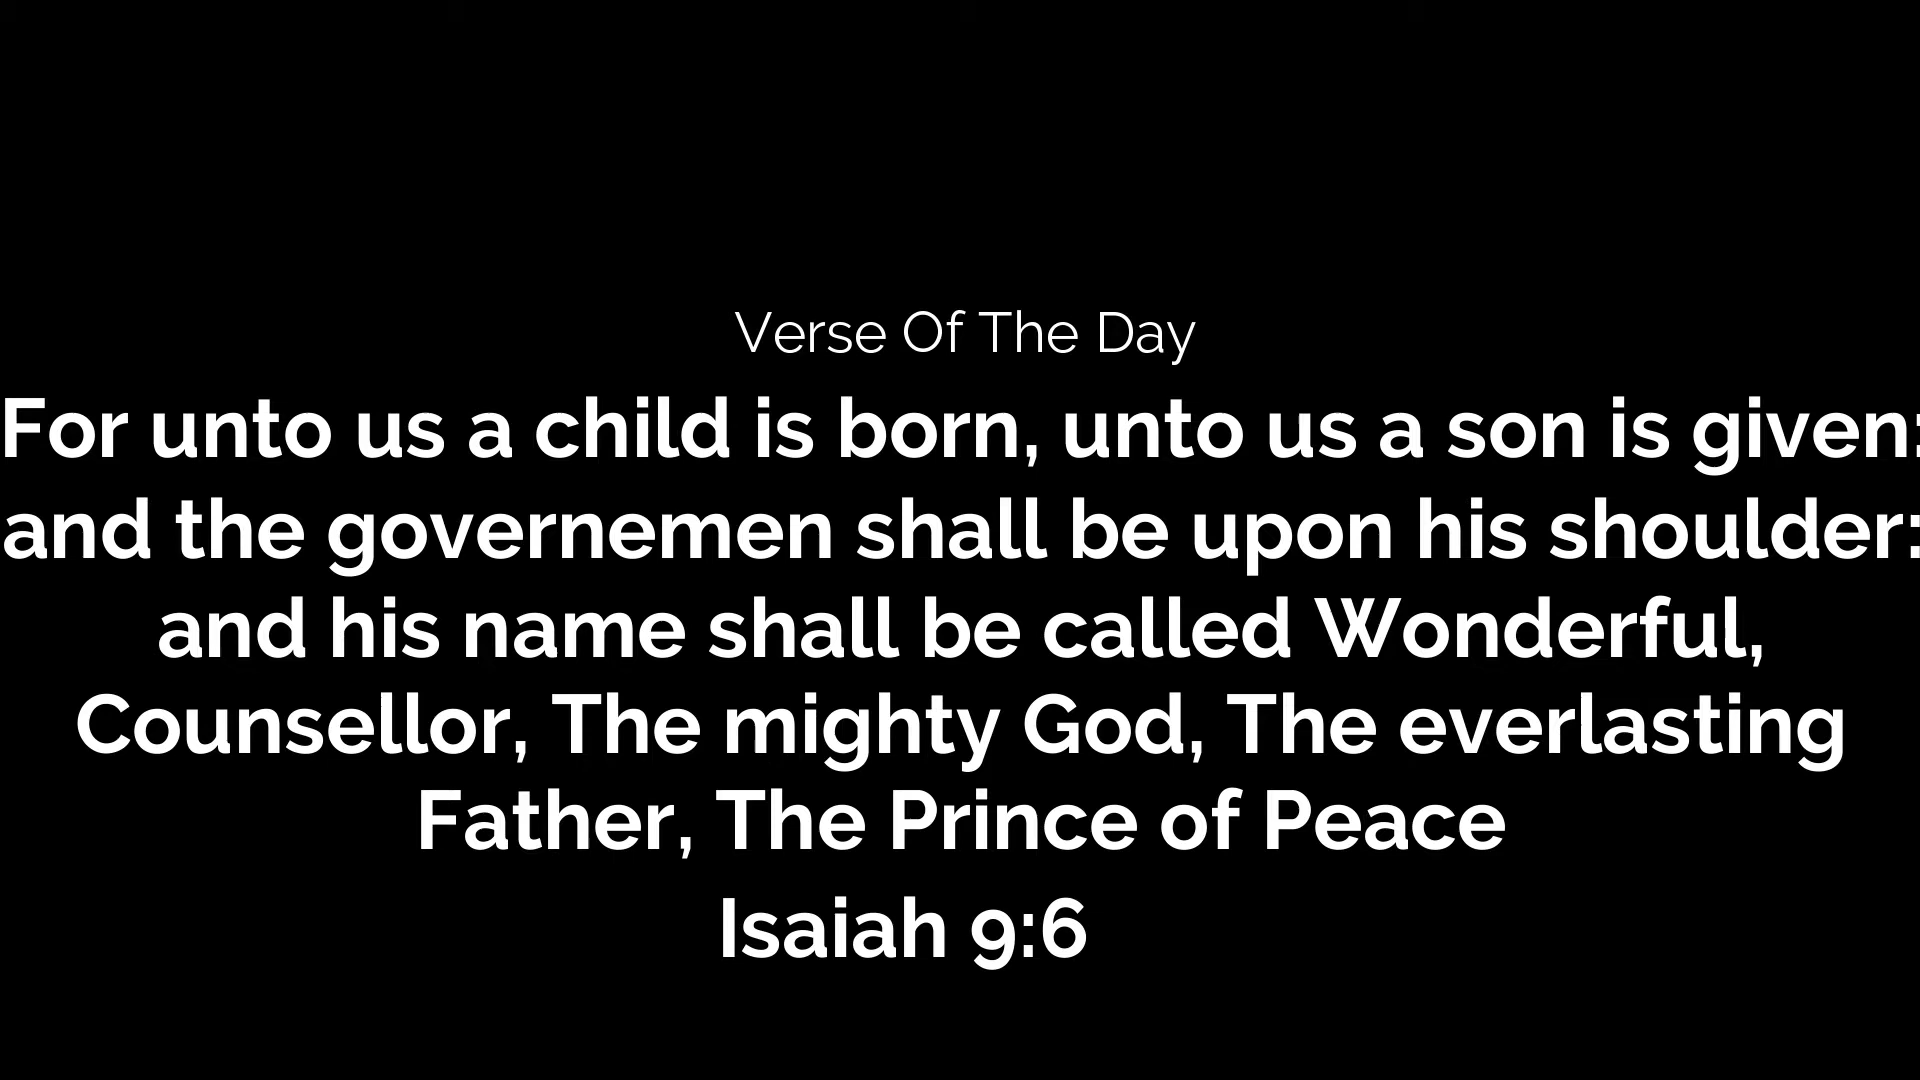 Verse Of The Day
For unto us a child is born, unto us a son is given:
and the governemen shall be upon his shoulder:
and his name shall be called Wonderful,
Counsellor, The mighty God, The everlasting
Father, The Prince of Peace
Isaiah 9:6